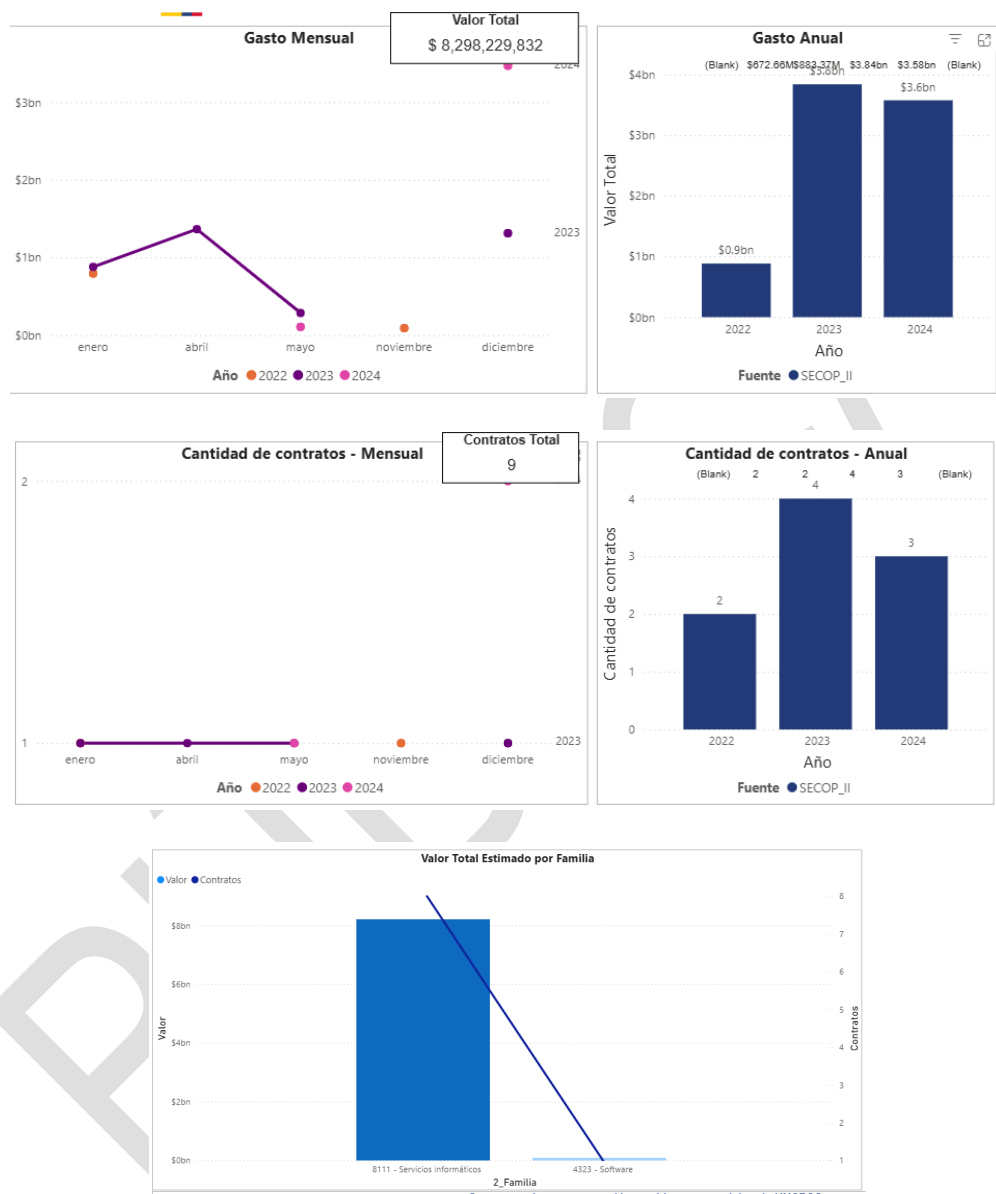 Valor Total
$ 8,298,229,832
Gasto Mensual
2024
$3bn
$2bn
2023
$1bn
$0bn
enero abril mayo noviembre diciembre
Año 2022 2023 2024
Gasto Anual
(Blank) $672.66M $883.37M $3.84bn $3.58bn (Blank)
$4bn
$3.8bn
$3.6bn
$3bn
$2bn
$1bn
$0.9bn
$0bn
Valor Total
2022 2023 2024
Año
Fuente SECOP_II
Contratos Total
9
Cantidad de contratos - Mensual
2
1
2023
enero abril mayo noviembre diciembre
Año 2022 2023 2024
Cantidad de contratos - Anual
(Blank) 2 2 4 3 (Blank)
4
4
3
3
2
2
1
0
Cantidad de contratos
2022 2023 2024
Año
Fuente SECOP_II
Valor Total Estimado por Familia
Valor Contratos
$8bn
$6bn
$4bn
$2bn
$0bn
Valor
8
7
6
5
4
3
2
1
Contratos
8111 - Servicios informáticos 4323 - Software
2_Familia